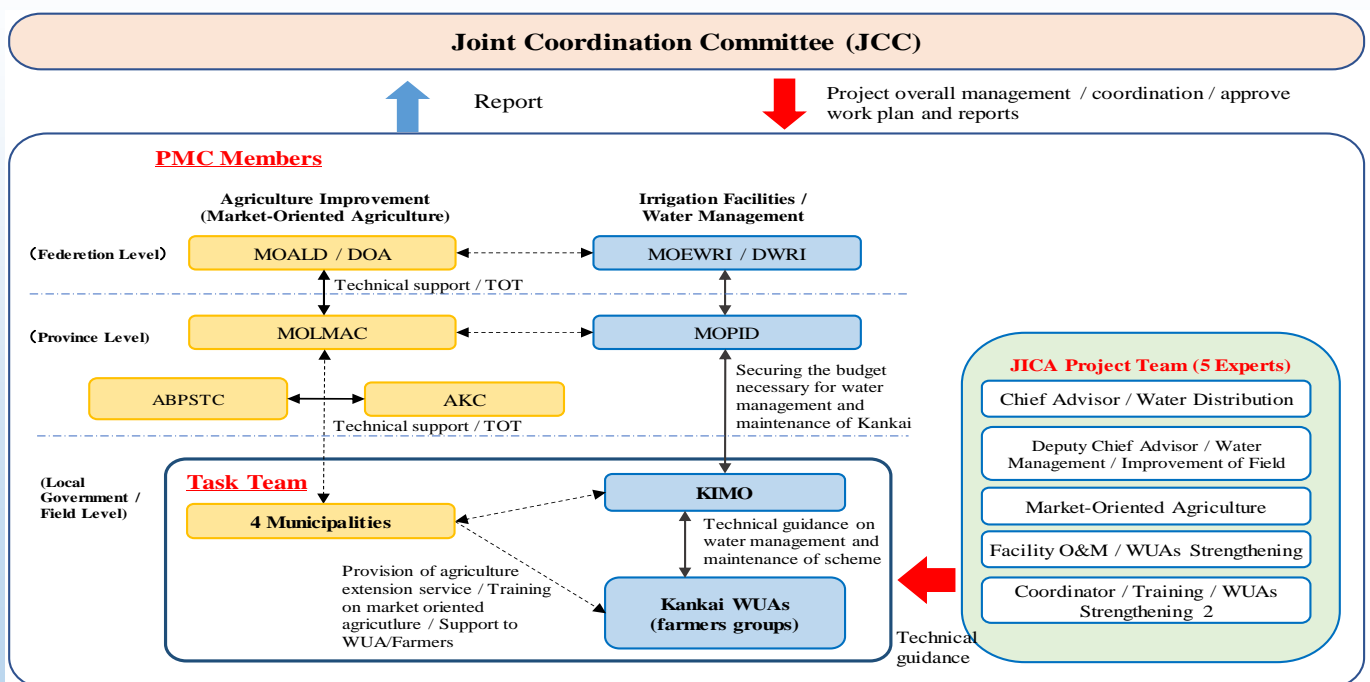 Joint Coordination Committee (JCC)
Report
Project overall management / coordination / approve
work plan and reports
PMC Members
Agriculture Improvement
(Market-Oriented Agriculture)
Irrigation Facilities /
Water Management
(Federetion Level)
MOALD / DOA
MOEWRI / DWRI
Technical support / TOT
(Province Level)
MOLMAC
MOPID
ABPSTC
AKC
Technical support / TOT
Securing the budget
necessary for water
management and
maintenance of Kankai
(Local
Government /
Field Level)
Task Team
4 Municipalities
KIMO
Technical guidance on
water management and
maintenance of scheme
Provision of agriculture
extension service / Training
on market oriented
agricutlure / Support to
WUA/Farmers
Kankai WUAs
(farmers groups)
JICA Project Team (5 Experts)
Chief Advisor / Water Distribution
Deputy Chief Advisor / Water
Management / Improvement of Field
Market-Oriented Agriculture
Facility O&M / WUAs Strengthening
Coordinator / Training / WUAs
Strengthening 2
Technical
guidance